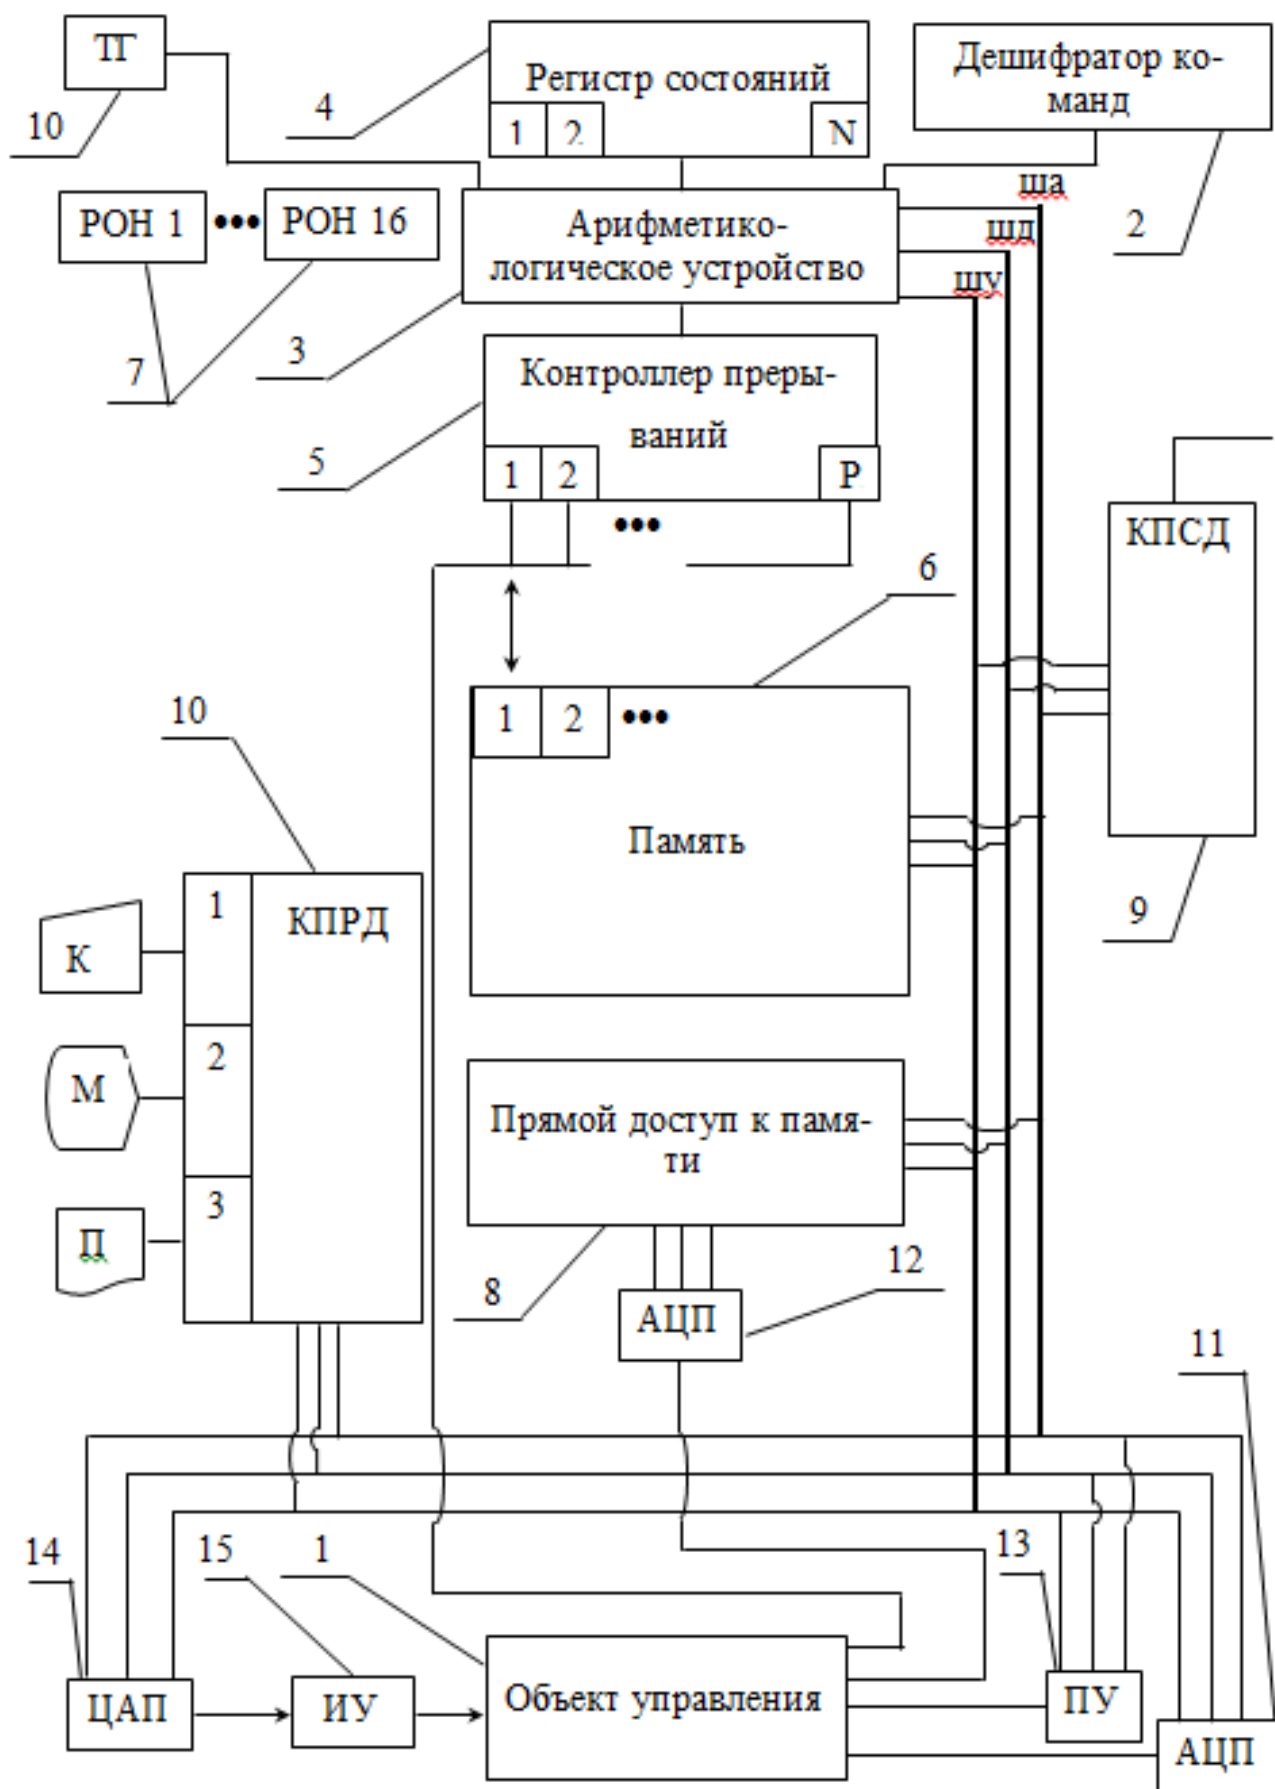 ТГ
4
Регистр состояний
1 2 N
Дешифратор ко-
манд
10
ша
РОН 1 ••• РОН 16
Арифметико-
логическое устройство
шд
2
шу
7
3
Контроллер преры-
ваний
5
1 2 P
•••
КПСД
6
10
1 2 •••
Память
9
1
КПРД
К
2
М
Прямой доступ к памя-
ти
3
П
8
12
АЦП
11
14
15
1
13
ЦАП
ИУ
Объект управления
ПУ
АЦП